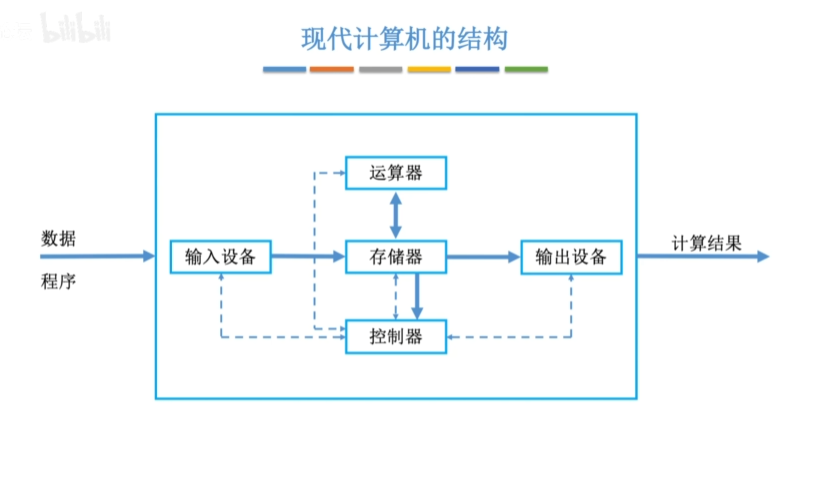 bilibili
现代计算机的结构
运算器
数据
计算结果
输入设备
存储器
输出设备
程序
控制器